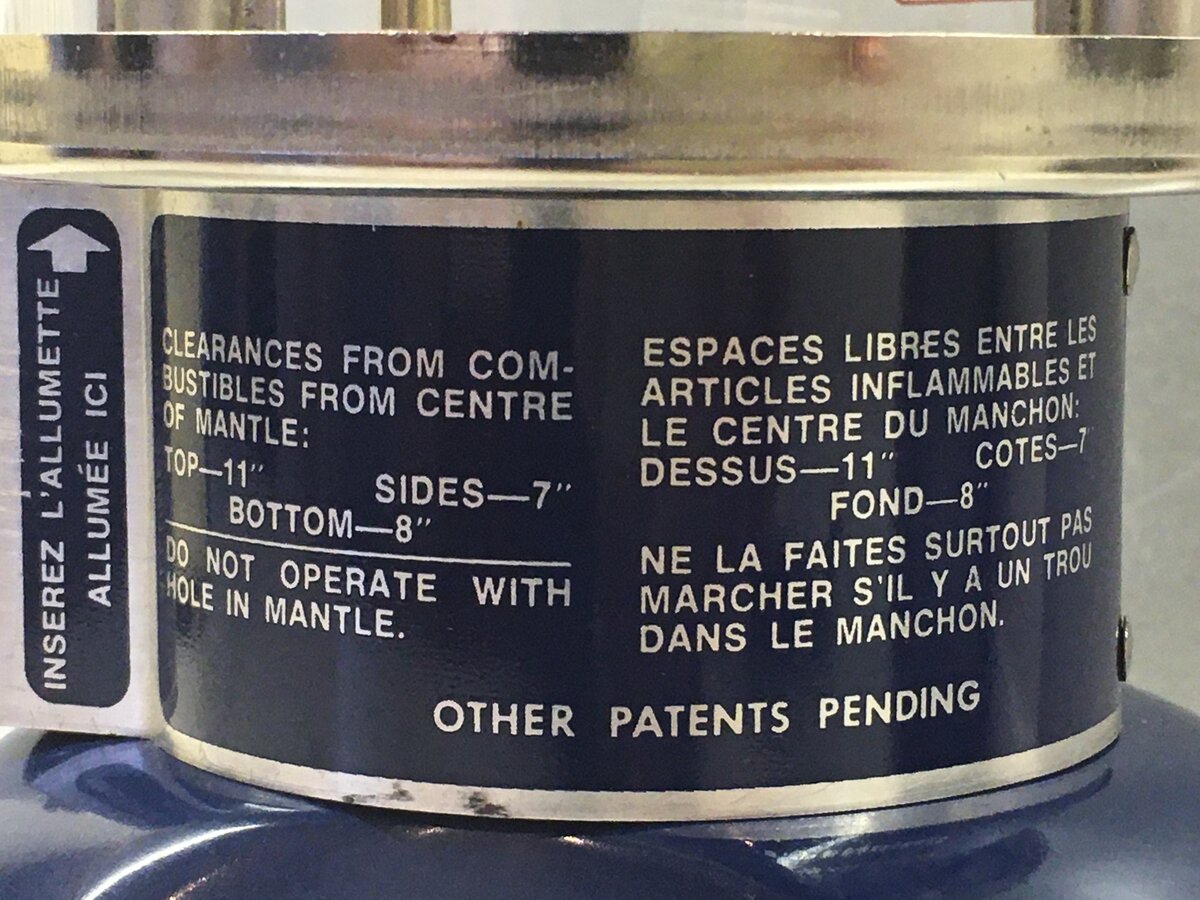 INSEREZ L'ALLUMETTE
ALLUMÉE ICI
CLEARANCES FROM COM-
BUSTIBLES FROM CENTRE
OF MANTLE:
TOP—11" SIDES—7"
BOTTOM—8"
DO NOT OPERATE WITH
HOLE IN MANTLE.
ESPACES LIBRES ENTRE LES
ARTICLES INFLAMMABLES ET
LE CENTRE DU MANCHON:
DESSUS—11" COTES—7"
FOND—8"
NE LA FAITES SURTOUT PAS
MARCHER S'IL Y A UN TROU
DANS LE MANCHON.
OTHER PATENTS PENDING